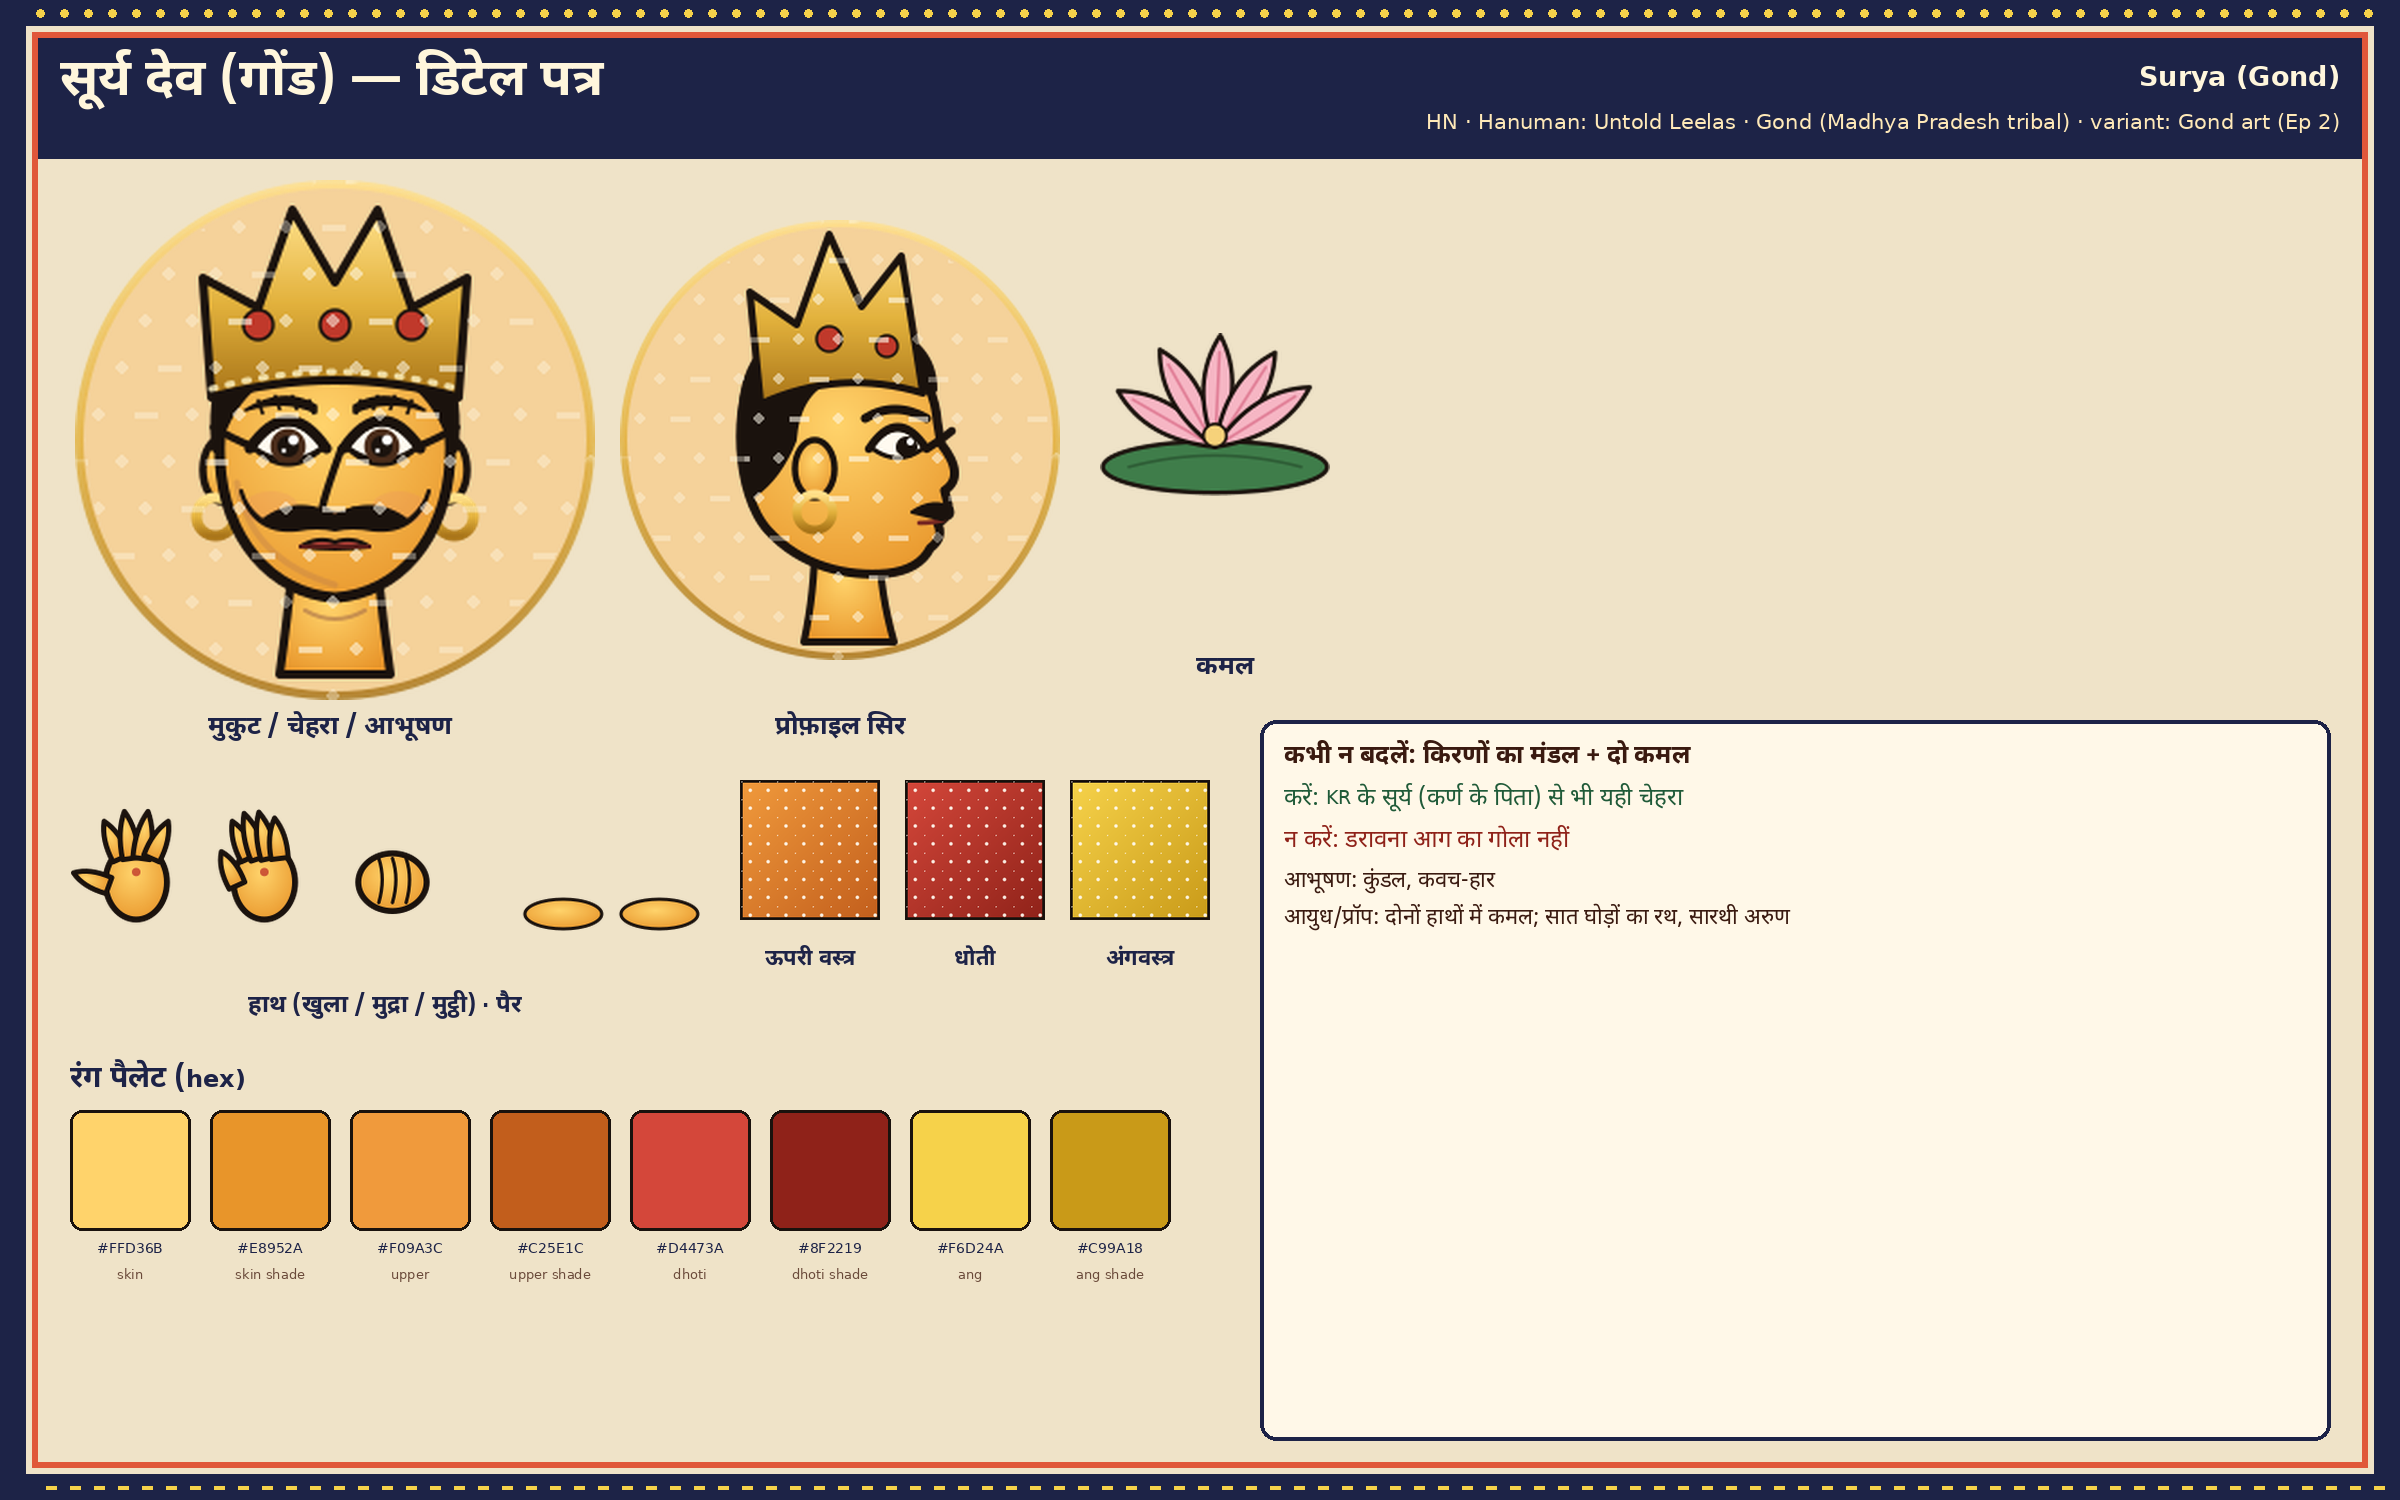 सूर्य देव (गोंड) — डिटेल पत्र
Surya (Gond)
HN · Hanuman: Untold Leelas · Gond (Madhya Pradesh tribal) · variant: Gond art (Ep 2)
कमल
मुकुट / चेहरा / आभूषण
प्रोफ़ाइल सिर
कभी न बदलें: किरणों का मंडल + दो कमल
करें: KR के सूर्य (कर्ण के पिता) से भी यही चेहरा
न करें: डरावना आग का गोला नहीं
आभूषण: कुंडल, कवच-हार
आयुध/प्रॉप: दोनों हाथों में कमल; सात घोड़ों का रथ, सारथी अरुण
ऊपरी वस्त्र
धोती
अंगवस्त्र
हाथ (खुला / मुद्रा / मुट्ठी) · पैर
रंग पैलेट (hex)
#FFD36B
#E8952A
#F09A3C
#C25E1C
#D4473A
#8F2219
#F6D24A
#C99A18
skin
skin shade
upper
upper shade
dhoti
dhoti shade
ang
ang shade